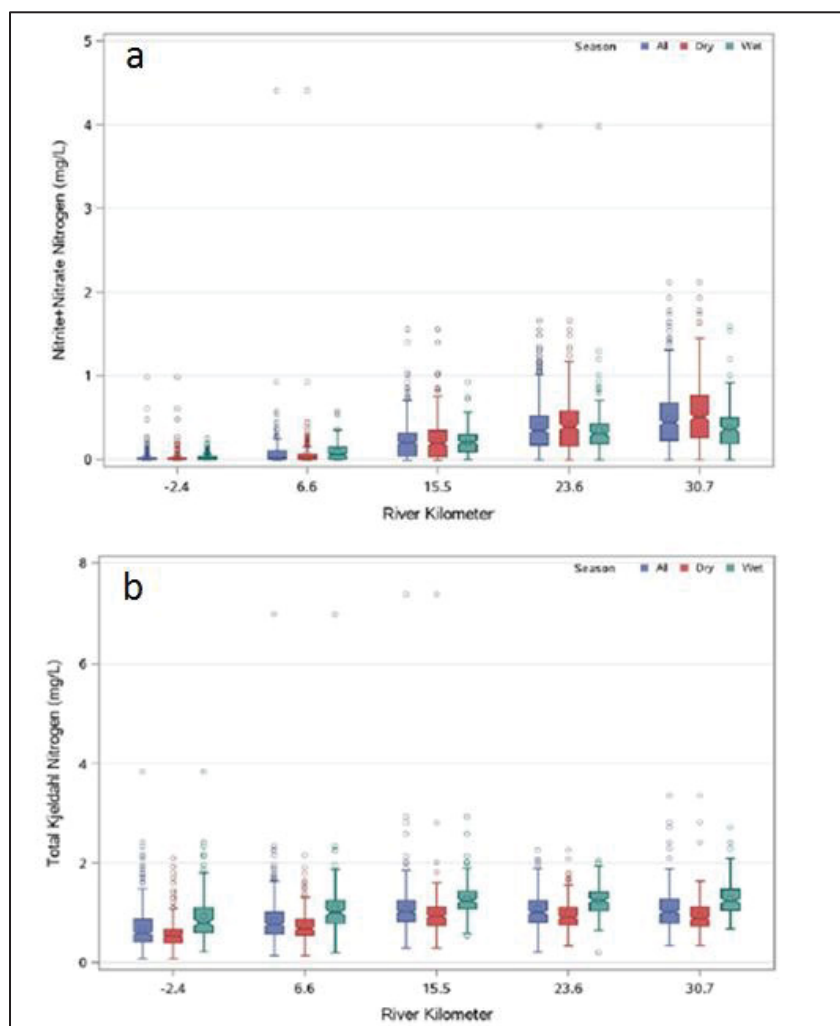 a
Season All Dry Wet
5
4
3
2
1
0
Nitrite+Nitrate Nitrogen (mg/L)
-2.4 6.6 15.5 23.6 30.7
River Kilometer
b
Season All Dry Wet
8
6
4
2
0
Total Kjeldahl Nitrogen (mg/L)
-2.4 6.6 15.5 23.6 30.7
River Kilometer